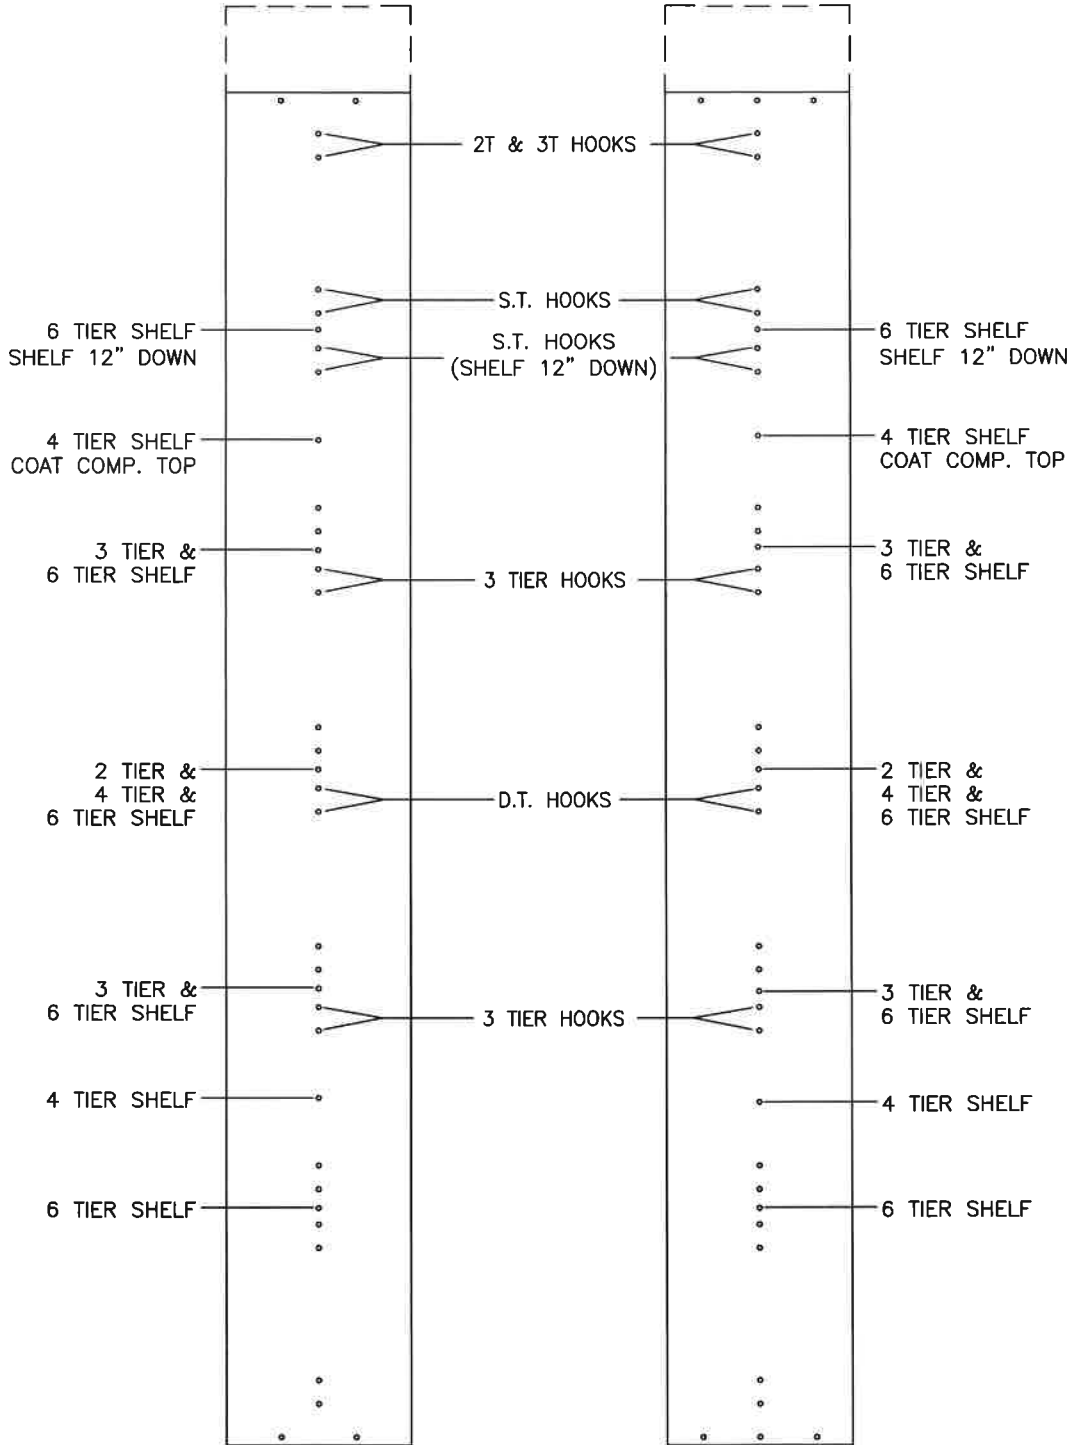 2T & 3T HOOKS
S.T. HOOKS
6 TIER SHELF
SHELF 12" DOWN
S.T. HOOKS
(SHELF 12" DOWN)
6 TIER SHELF
SHELF 12" DOWN
4 TIER SHELF
COAT COMP. TOP
4 TIER SHELF
COAT COMP. TOP
3 TIER &
6 TIER SHELF
3 TIER HOOKS
3 TIER &
6 TIER SHELF
2 TIER &
4 TIER &
6 TIER SHELF
D.T. HOOKS
2 TIER &
4 TIER &
6 TIER SHELF
3 TIER &
6 TIER SHELF
3 TIER HOOKS
3 TIER &
6 TIER SHELF
4 TIER SHELF
4 TIER SHELF
6 TIER SHELF
6 TIER SHELF